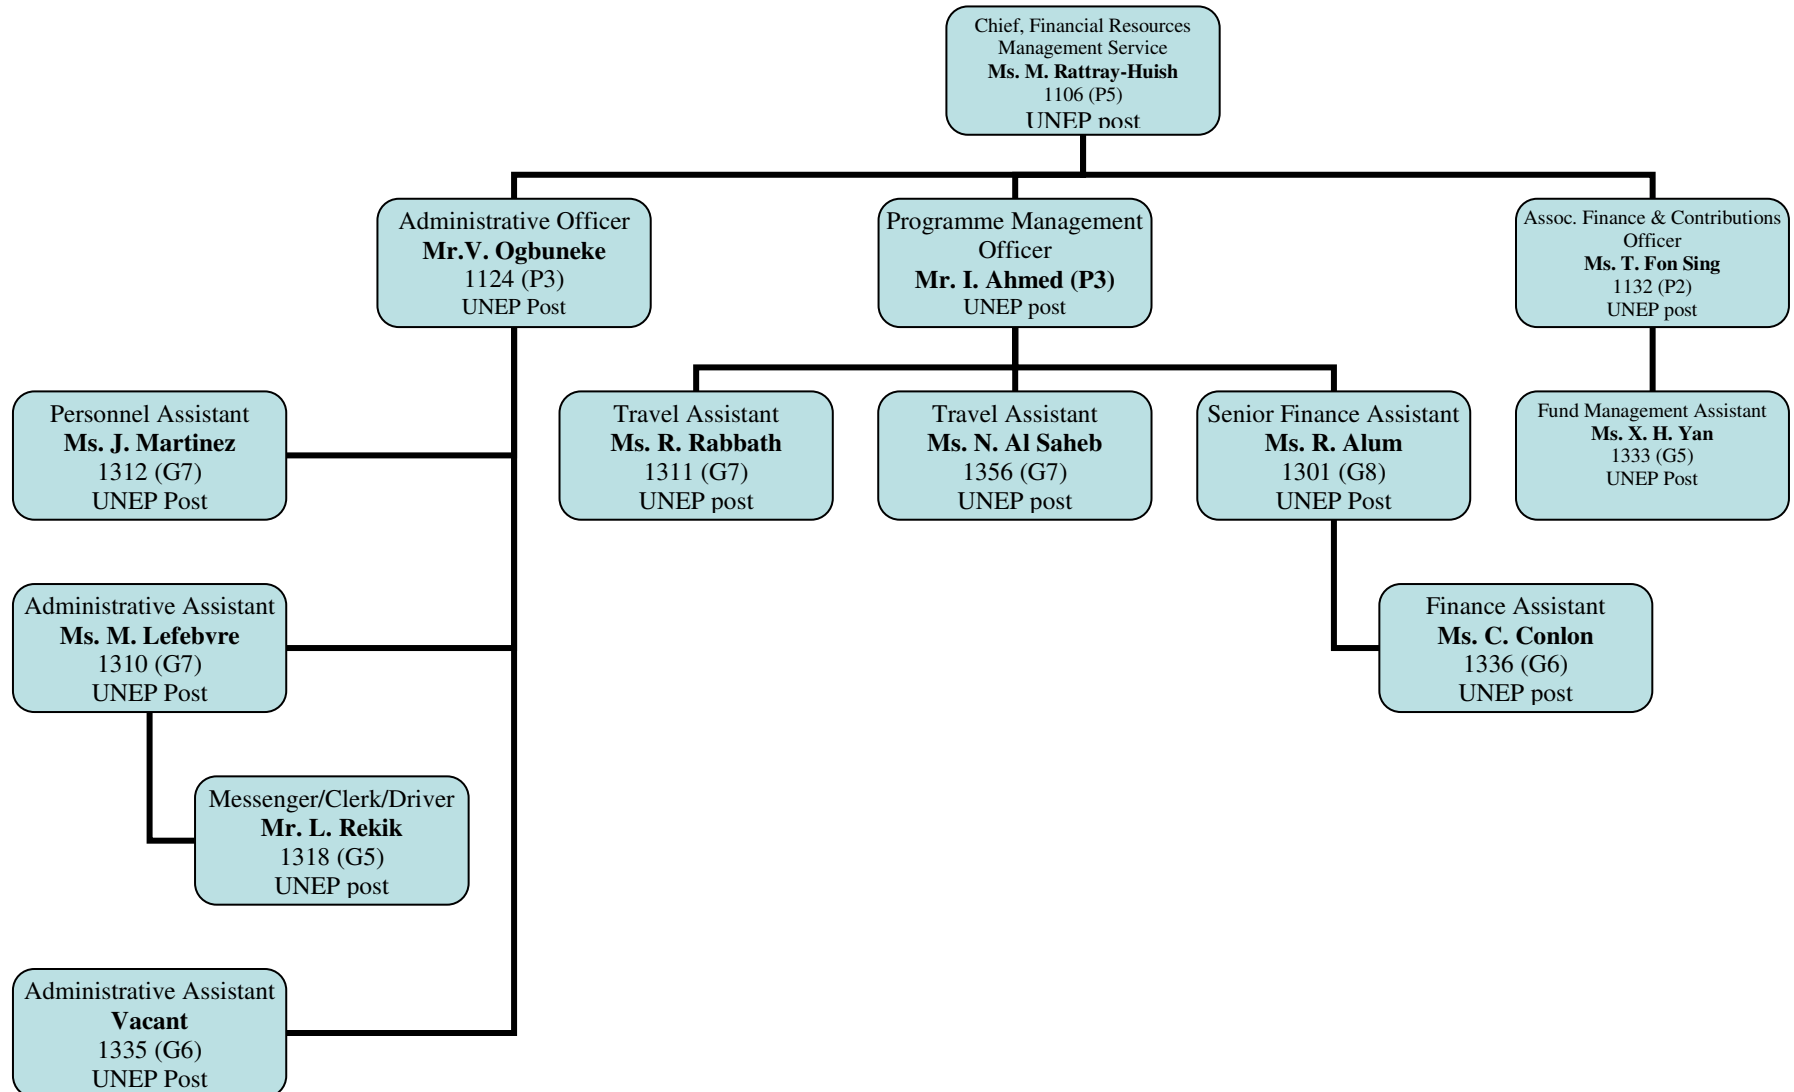 Chief, Financial Resources
Management Service
Ms. M. Rattray-Huish
1106 (P5)
UNEP post
Administrative Officer
Mr.V. Ogbuneke
1124 (P3)
UNEP Post
Programme Management
Officer
Mr. I. Ahmed (P3)
UNEP post
Assoc. Finance & Contributions
Officer
Ms. T. Fon Sing
1132 (P2)
UNEP post
Personnel Assistant
Ms. J. Martinez
1312 (G7)
UNEP Post
Travel Assistant
Ms. R. Rabbath
1311 (G7)
UNEP post
Travel Assistant
Ms. N. Al Saheb
1356 (G7)
UNEP post
Senior Finance Assistant
Ms. R. Alum
1301 (G8)
UNEP Post
Fund Management Assistant
Ms. X. H. Yan
1333 (G5)
UNEP Post
Administrative Assistant
Ms. M. Lefebvre
1310 (G7)
UNEP Post
Finance Assistant
Ms. C. Conlon
1336 (G6)
UNEP post
Messenger/Clerk/Driver
Mr. L. Rekik
1318 (G5)
UNEP post
Administrative Assistant
Vacant
1335 (G6)
UNEP Post